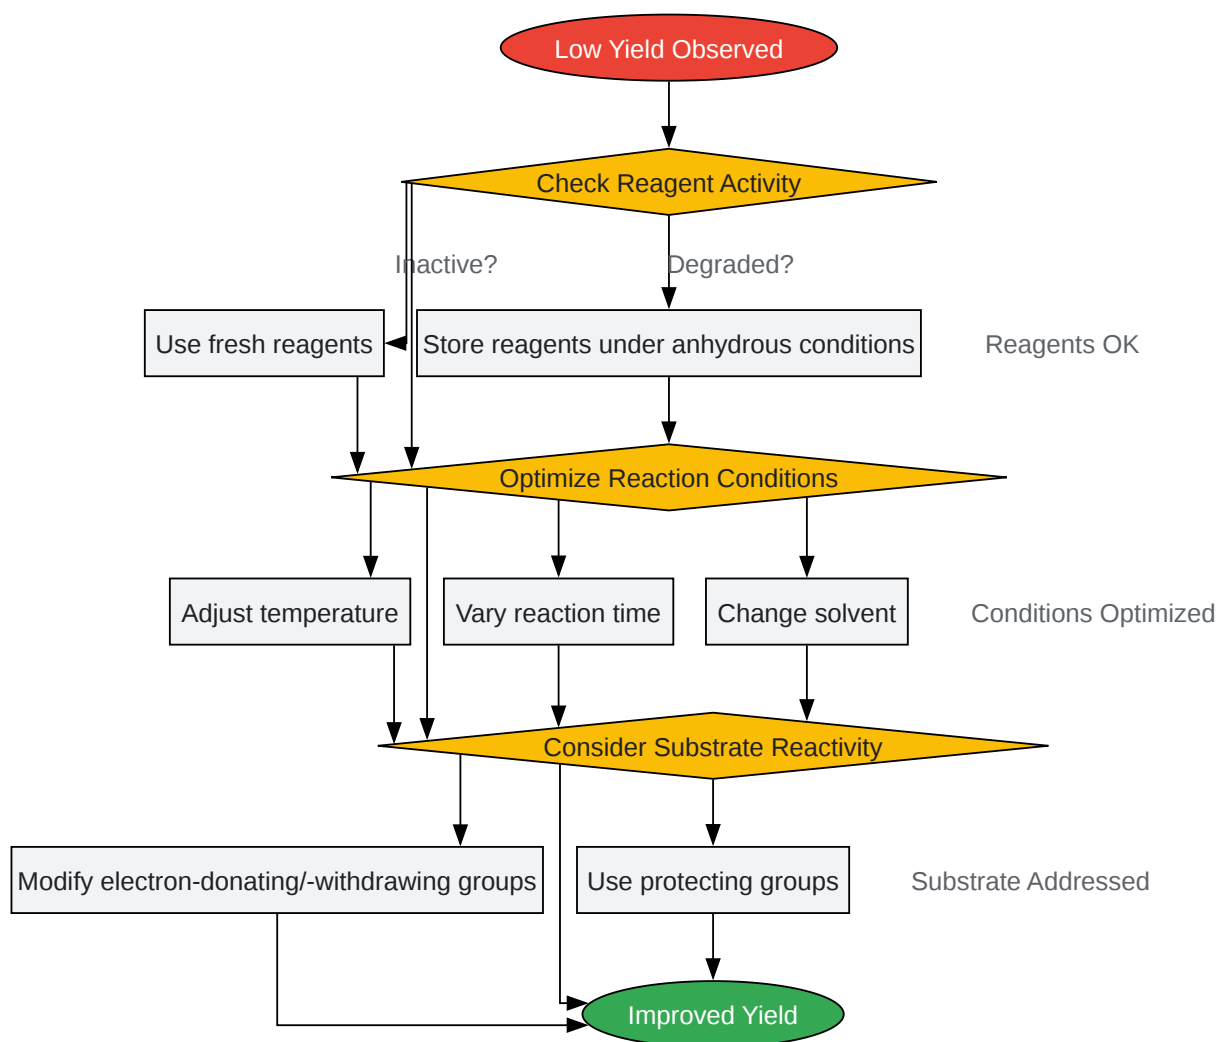 Low Yield Observed
Check Reagent Activity
Inactive?
Degraded?
Use fresh reagents
Store reagents under anhydrous conditions
Reagents OK
Optimize Reaction Conditions
Adjust temperature
Vary reaction time
Change solvent
Conditions Optimized
Consider Substrate Reactivity
Modify electron-donating/-withdrawing groups
Use protecting groups
Substrate Addressed
Improved Yield